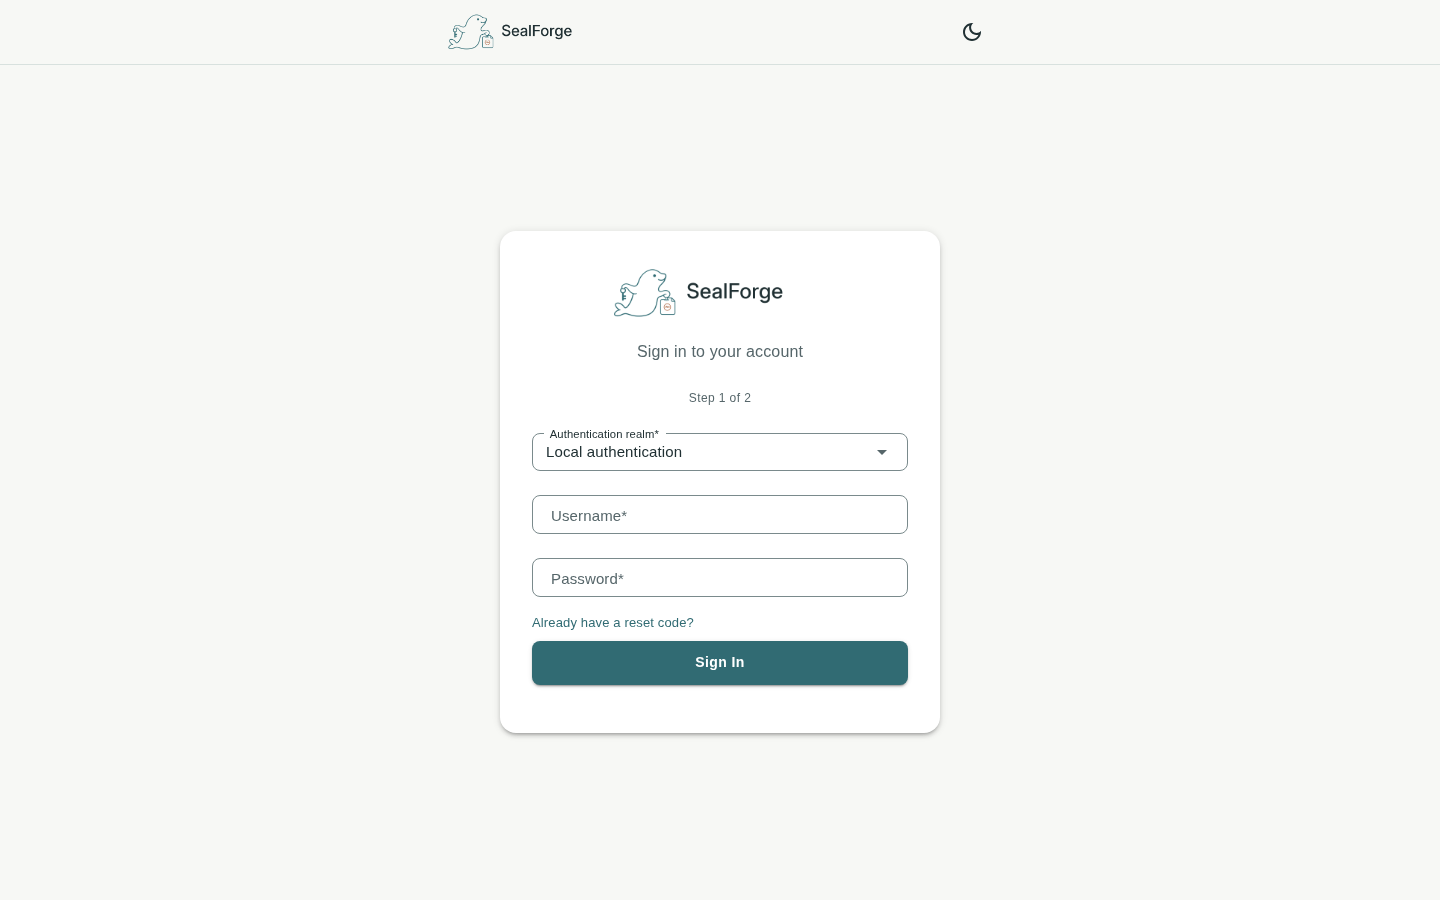 SealForge
SealForge
Sign in to your account
Step 1 of 2
Authentication realm*
Local authentication
Username*
Password*
Already have a reset code?
Sign In